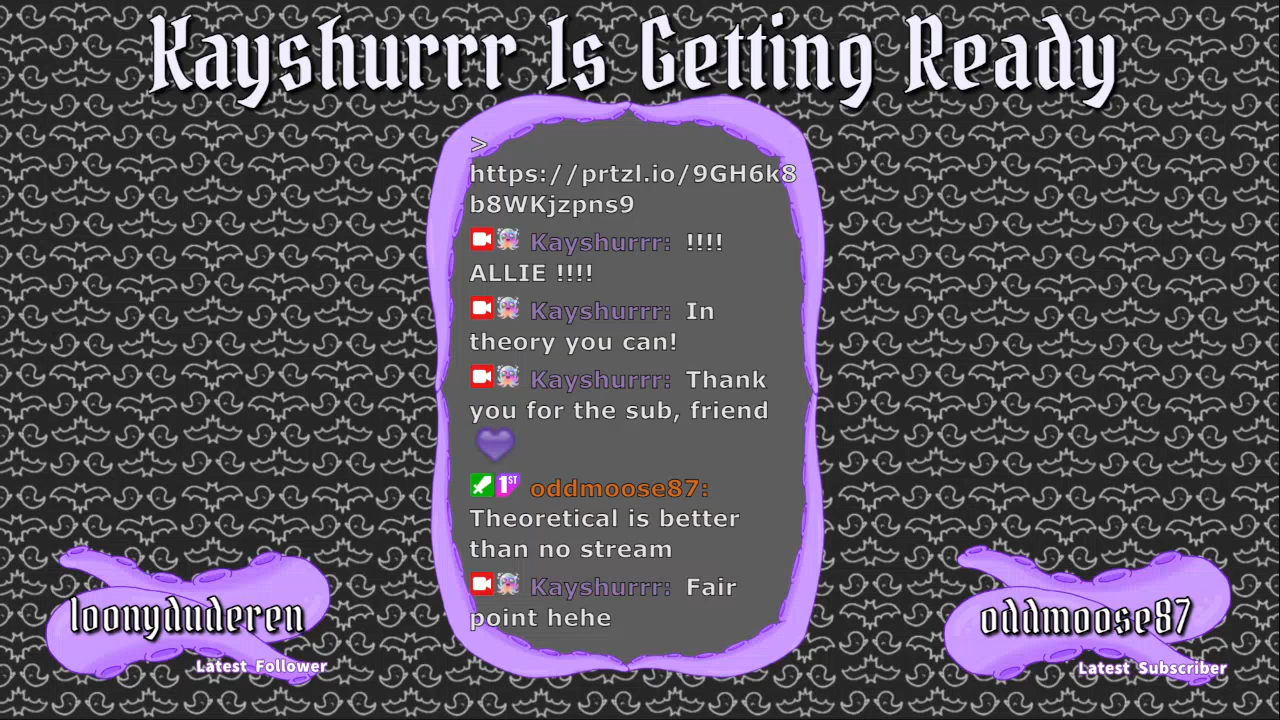 Kayshurrr Is Getting Ready
>
https://prtzl.io/9GH6k8
b8WKjzpns9
Kayshurrr: !!!!
ALLIE !!!!
Kayshurrr: In
theory you can!
Kayshurrr: Thank
you for the sub, friend
1ST oddmoose87:
Theoretical is better
than no stream
Kayshurrr: Fair
point hehe
loonyduderen
Latest Follower
oddmoose87
Latest Subscriber